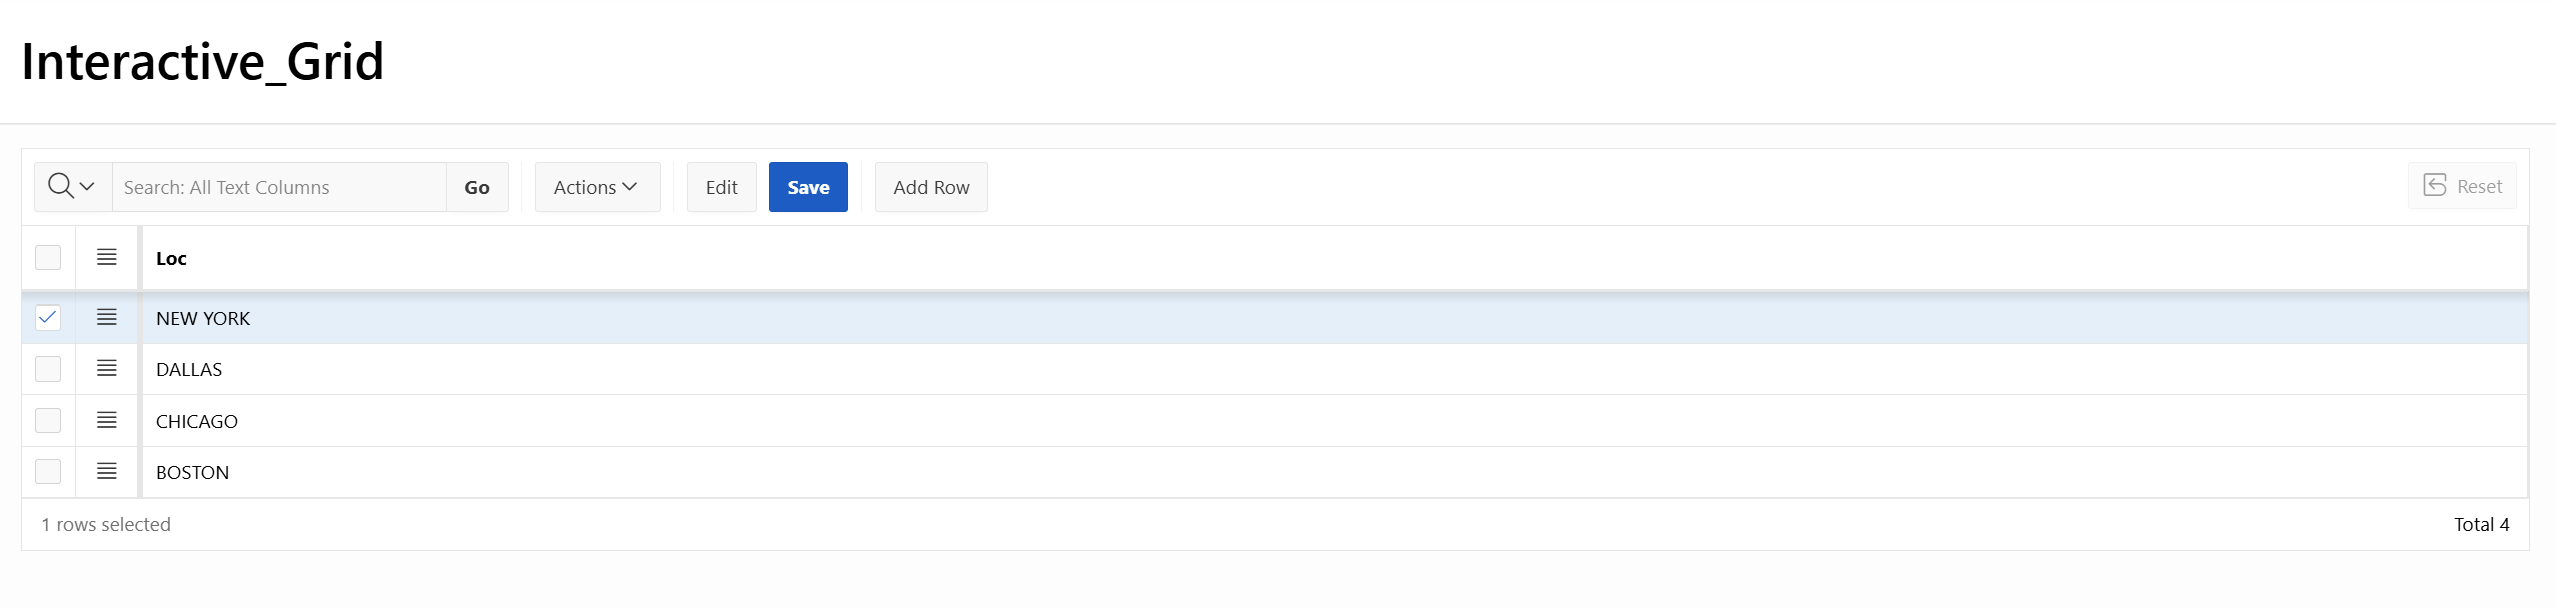 Interactive_Grid
Search: All Text Columns Go Actions Edit Save Add Row Reset
Loc
NEW YORK
DALLAS
CHICAGO
BOSTON
1 rows selected Total 4